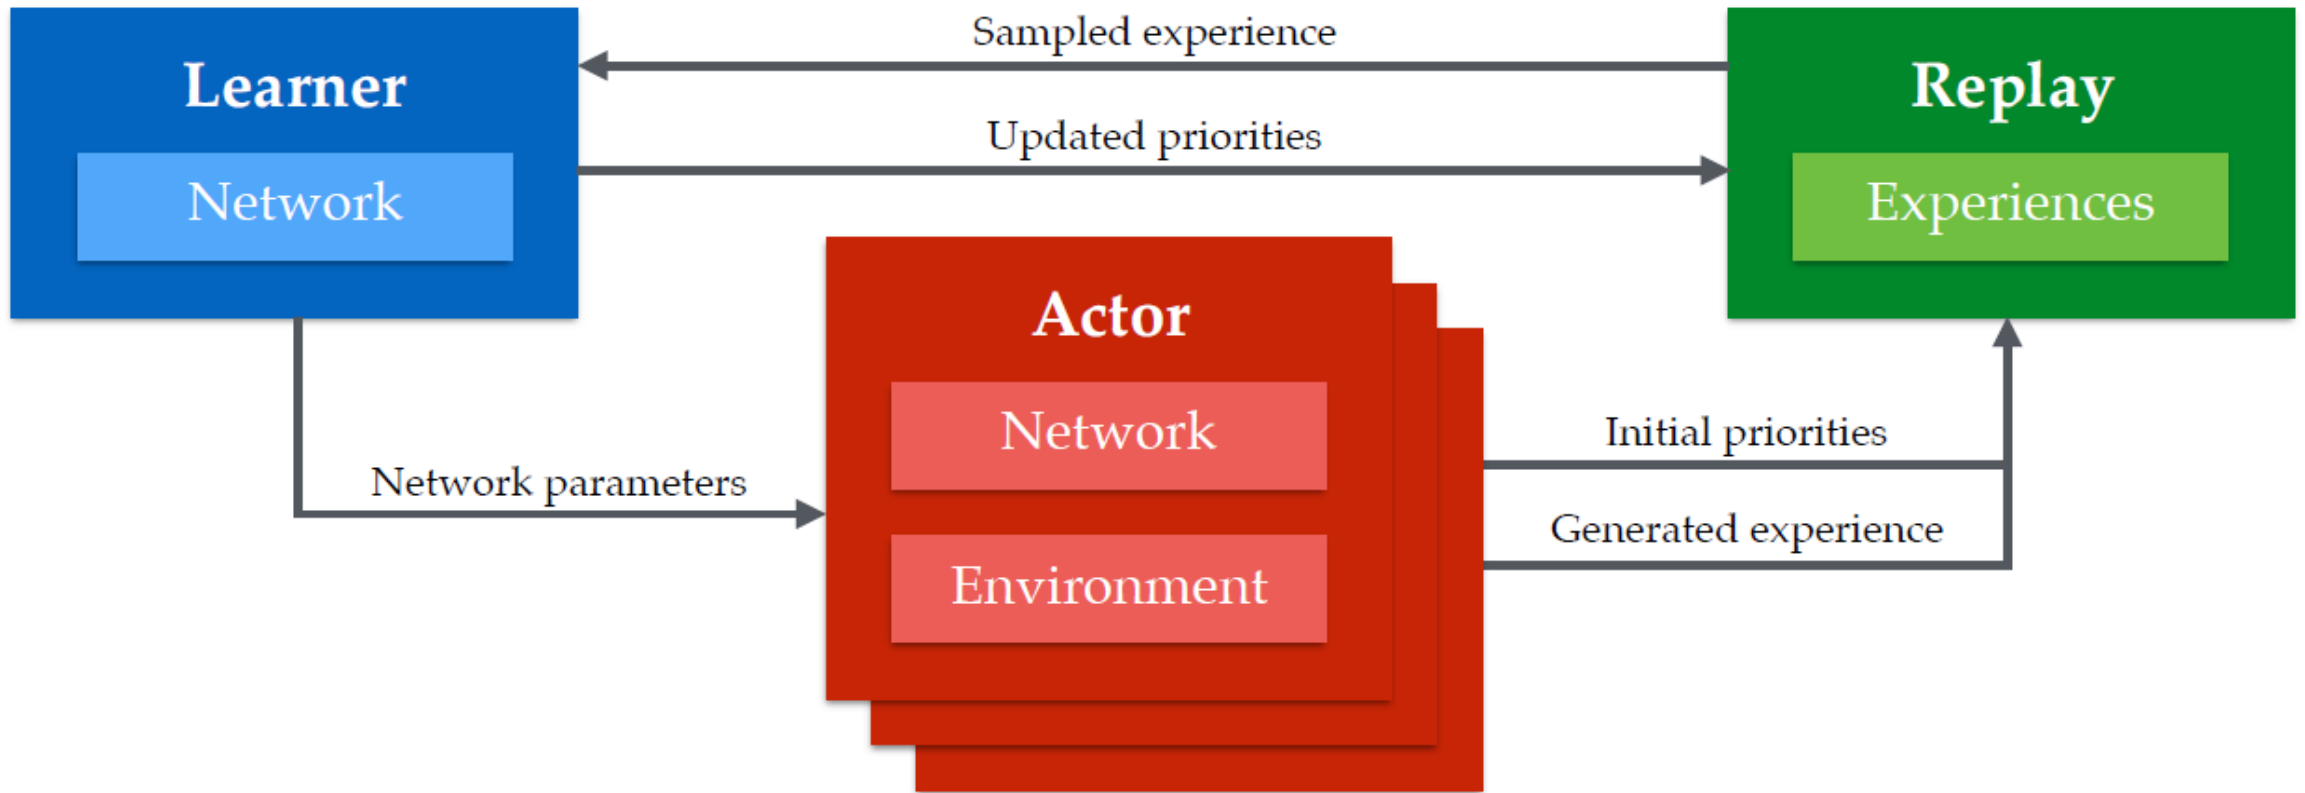 Sampled experience
Learner
Replay
Updated priorities
Network
Experiences
Actor
Network
Initial priorities
Network parameters
Generated experience
Environment